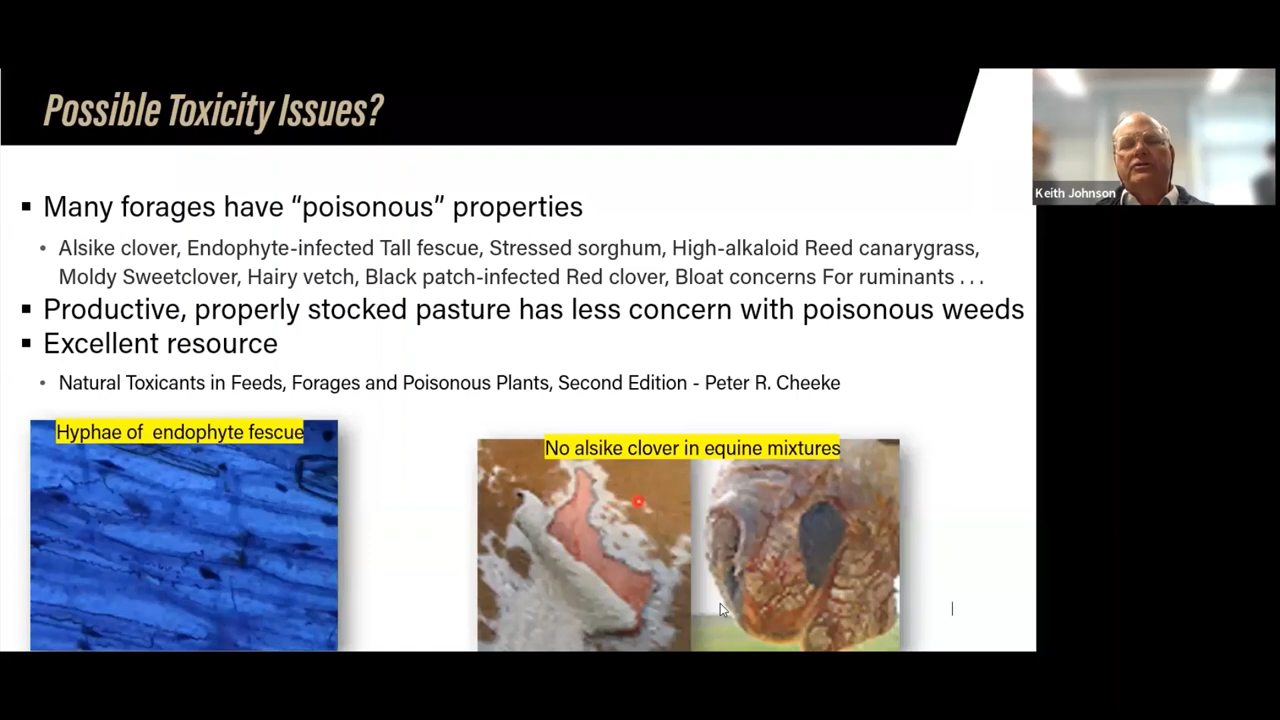 Possible Toxicity Issues?
Keith Johnson
▪ Many forages have “poisonous” properties
• Alsike clover, Endophyte-infected Tall fescue, Stressed sorghum, High-alkaloid Reed canarygrass,
Moldy Sweetclover, Hairy vetch, Black patch-infected Red clover, Bloat concerns For ruminants . . .
▪ Productive, properly stocked pasture has less concern with poisonous weeds
▪ Excellent resource
• Natural Toxicants in Feeds, Forages and Poisonous Plants, Second Edition - Peter R. Cheeke
Hyphae of endophyte fescue
No alsike clover in equine mixtures